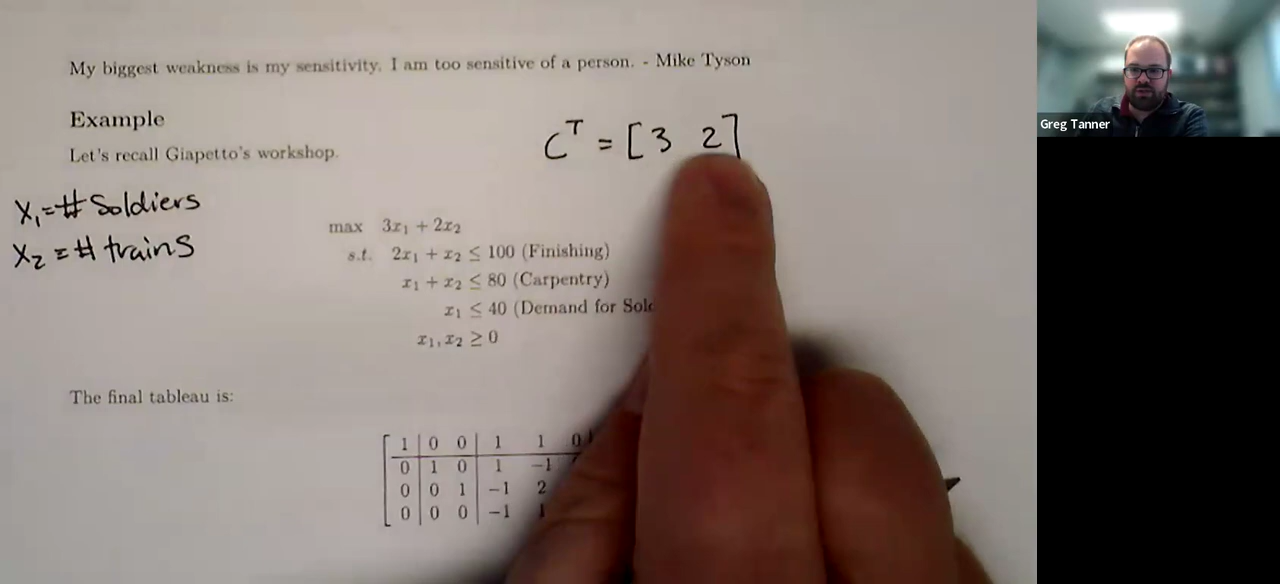 My biggest weakness is my sensitivity. I am too sensitive of a person. - Mike Tyson
Example
Let's recall Giapetto's workshop.
C^T = [3 2]
x₁ = # Soldiers
x₂ = # trains
max 3x₁ + 2x₂
s.t. 2x₁ + x₂ ≤ 100 (Finishing)
x₁ + x₂ ≤ 80 (Carpentry)
x₁ ≤ 40 (Demand for
x₁, x₂ ≥ 0
The final tableau is:
1 0 0 1 1 0
0 1 0 1 −1
0 0 1 −1 2
0 0 0 −1
Greg Tanner